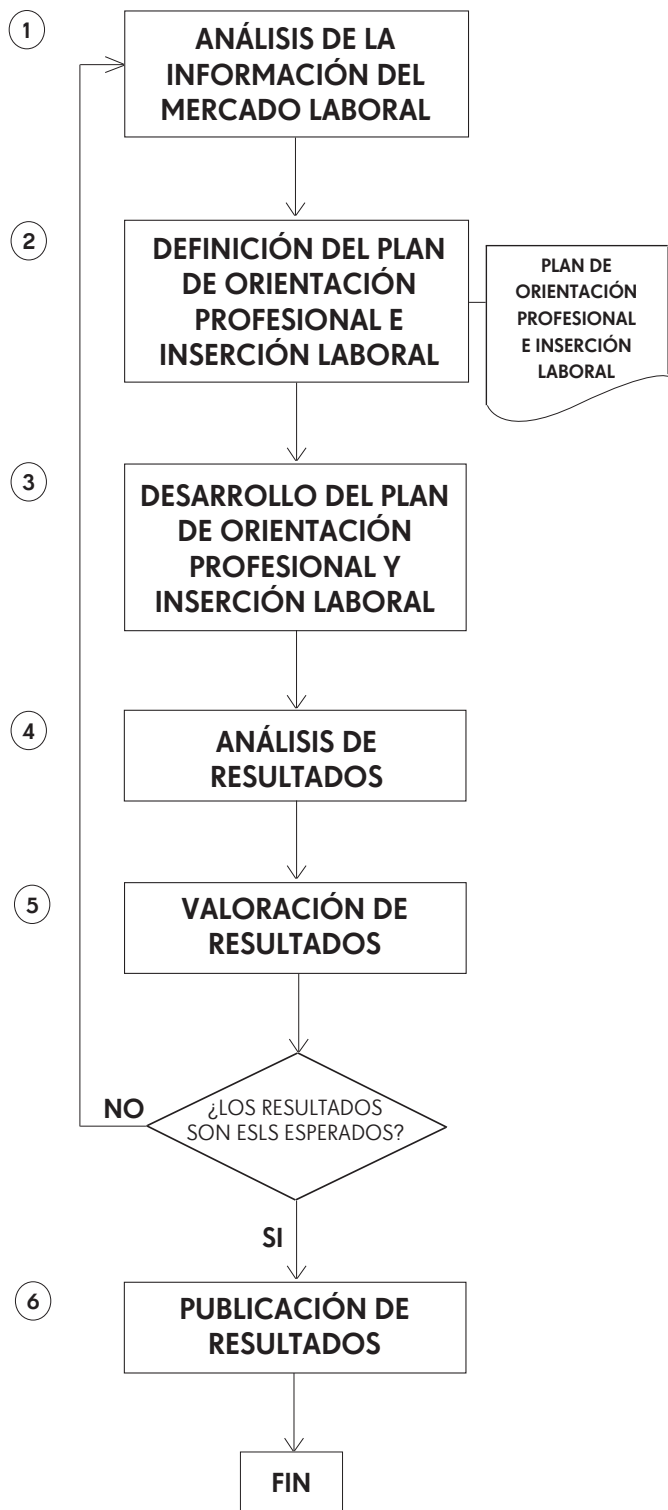 1
ANÁLISIS DE LA
INFORMACIÓN DEL
MERCADO LABORAL
2
DEFINICIÓN DEL PLAN
DE ORIENTACIÓN
PROFESIONAL E
INSERCIÓN LABORAL
PLAN DE
ORIENTACIÓN
PROFESIONAL
E INSERCIÓN
LABORAL
3
DESARROLLO DEL PLAN
DE ORIENTACIÓN
PROFESIONAL Y
INSERCIÓN LABORAL
4
ANÁLISIS DE
RESULTADOS
5
VALORACIÓN DE
RESULTADOS
NO
¿LOS RESULTADOS
SON ESLS ESPERADOS?
SI
6
PUBLICACIÓN DE
RESULTADOS
FIN